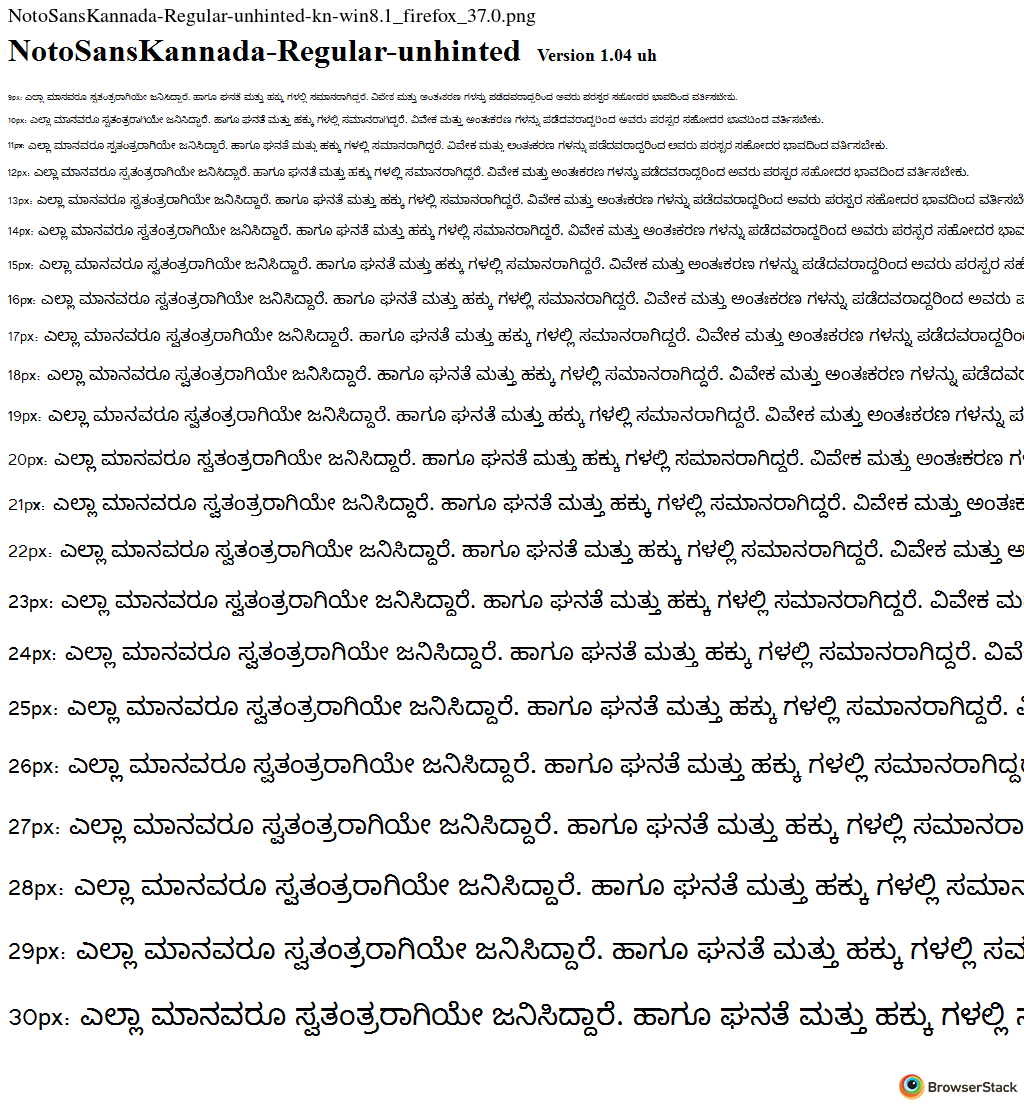 NotoSansKannada-Regular-unhinted-kn-win8.1_firefox_37.0.png
NotoSansKannada-Regular-unhinted Version 1.04 uh
9px: ಎಲ್ಲಾ ಮಾನವರೂ ಸ್ವತಂತ್ರರಾಗಿಯೇ ಜನಿಸಿದ್ದಾರೆ. ಹಾಗೂ ಘನತೆ ಮತ್ತು ಹಕ್ಕು ಗಳಲ್ಲಿ ಸಮಾನರಾಗಿದ್ದರೆ. ವಿವೇಕ ಮತ್ತು ಅಂತಃಕರಣ ಗಳನ್ನು ಪಡೆದವರಾದ್ದರಿಂದ ಅವರು ಪರಸ್ಪರ ಸಹೋದರ ಭಾವದಿಂದ ವರ್ತಿಸಬೇಕು.
10px: ಎಲ್ಲಾ ಮಾನವರೂ ಸ್ವತಂತ್ರರಾಗಿಯೇ ಜನಿಸಿದ್ದಾರೆ. ಹಾಗೂ ಘನತೆ ಮತ್ತು ಹಕ್ಕು ಗಳಲ್ಲಿ ಸಮಾನರಾಗಿದ್ದರೆ. ವಿವೇಕ ಮತ್ತು ಅಂತಃಕರಣ ಗಳನ್ನು ಪಡೆದವರಾದ್ದರಿಂದ ಅವರು ಪರಸ್ಪರ ಸಹೋದರ ಭಾವದಿಂದ ವರ್ತಿಸಬೇಕು.
11px: ಎಲ್ಲಾ ಮಾನವರೂ ಸ್ವತಂತ್ರರಾಗಿಯೇ ಜನಿಸಿದ್ದಾರೆ. ಹಾಗೂ ಘನತೆ ಮತ್ತು ಹಕ್ಕು ಗಳಲ್ಲಿ ಸಮಾನರಾಗಿದ್ದರೆ. ವಿವೇಕ ಮತ್ತು ಅಂತಃಕರಣ ಗಳನ್ನು ಪಡೆದವರಾದ್ದರಿಂದ ಅವರು ಪರಸ್ಪರ ಸಹೋದರ ಭಾವದಿಂದ ವರ್ತಿಸಬೇಕು.
12px: ಎಲ್ಲಾ ಮಾನವರೂ ಸ್ವತಂತ್ರರಾಗಿಯೇ ಜನಿಸಿದ್ದಾರೆ. ಹಾಗೂ ಘನತೆ ಮತ್ತು ಹಕ್ಕು ಗಳಲ್ಲಿ ಸಮಾನರಾಗಿದ್ದರೆ. ವಿವೇಕ ಮತ್ತು ಅಂತಃಕರಣ ಗಳನ್ನು ಪಡೆದವರಾದ್ದರಿಂದ ಅವರು ಪರಸ್ಪರ ಸಹೋದರ ಭಾವದಿಂದ ವರ್ತಿಸಬೇಕು.
13px: ಎಲ್ಲಾ ಮಾನವರೂ ಸ್ವತಂತ್ರರಾಗಿಯೇ ಜನಿಸಿದ್ದಾರೆ. ಹಾಗೂ ಘನತೆ ಮತ್ತು ಹಕ್ಕು ಗಳಲ್ಲಿ ಸಮಾನರಾಗಿದ್ದರೆ. ವಿವೇಕ ಮತ್ತು ಅಂತಃಕರಣ ಗಳನ್ನು ಪಡೆದವರಾದ್ದರಿಂದ ಅವರು ಪರಸ್ಪರ ಸಹೋದರ ಭಾವದಿಂದ
14px: ಎಲ್ಲಾ ಮಾನವರೂ ಸ್ವತಂತ್ರರಾಗಿಯೇ ಜನಿಸಿದ್ದಾರೆ. ಹಾಗೂ ಘನತೆ ಮತ್ತು ಹಕ್ಕು ಗಳಲ್ಲಿ ಸಮಾನರಾಗಿದ್ದರೆ. ವಿವೇಕ ಮತ್ತು ಅಂತಃಕರಣ ಗಳನ್ನು ಪಡೆದವರಾದ್ದರಿಂದ ಅವರು ಪರಸ್ಪರ ಸಹೋದರ
15px: ಎಲ್ಲಾ ಮಾನವರೂ ಸ್ವತಂತ್ರರಾಗಿಯೇ ಜನಿಸಿದ್ದಾರೆ. ಹಾಗೂ ಘನತೆ ಮತ್ತು ಹಕ್ಕು ಗಳಲ್ಲಿ ಸಮಾನರಾಗಿದ್ದರೆ. ವಿವೇಕ ಮತ್ತು ಅಂತಃಕರಣ ಗಳನ್ನು ಪಡೆದವರಾದ್ದರಿಂದ ಅವರು ಪರಸ್ಪರ
16px: ಎಲ್ಲಾ ಮಾನವರೂ ಸ್ವತಂತ್ರರಾಗಿಯೇ ಜನಿಸಿದ್ದಾರೆ. ಹಾಗೂ ಘನತೆ ಮತ್ತು ಹಕ್ಕು ಗಳಲ್ಲಿ ಸಮಾನರಾಗಿದ್ದರೆ. ವಿವೇಕ ಮತ್ತು ಅಂತಃಕರಣ ಗಳನ್ನು ಪಡೆದವರಾದ್ದರಿಂದ ಅವರು
17px: ಎಲ್ಲಾ ಮಾನವರೂ ಸ್ವತಂತ್ರರಾಗಿಯೇ ಜನಿಸಿದ್ದಾರೆ. ಹಾಗೂ ಘನತೆ ಮತ್ತು ಹಕ್ಕು ಗಳಲ್ಲಿ ಸಮಾನರಾಗಿದ್ದರೆ. ವಿವೇಕ ಮತ್ತು ಅಂತಃಕರಣ ಗಳನ್ನು
18px: ಎಲ್ಲಾ ಮಾನವರೂ ಸ್ವತಂತ್ರರಾಗಿಯೇ ಜನಿಸಿದ್ದಾರೆ. ಹಾಗೂ ಘನತೆ ಮತ್ತು ಹಕ್ಕು ಗಳಲ್ಲಿ ಸಮಾನರಾಗಿದ್ದರೆ. ವಿವೇಕ ಮತ್ತು ಅಂತಃಕರಣ ಗಳನ್ನು
19px: ಎಲ್ಲಾ ಮಾನವರೂ ಸ್ವತಂತ್ರರಾಗಿಯೇ ಜನಿಸಿದ್ದಾರೆ. ಹಾಗೂ ಘನತೆ ಮತ್ತು ಹಕ್ಕು ಗಳಲ್ಲಿ ಸಮಾನರಾಗಿದ್ದರೆ. ವಿವೇಕ ಮತ್ತು ಅಂತಃಕರಣ ಗಳನ್ನು
20px: ಎಲ್ಲಾ ಮಾನವರೂ ಸ್ವತಂತ್ರರಾಗಿಯೇ ಜನಿಸಿದ್ದಾರೆ. ಹಾಗೂ ಘನತೆ ಮತ್ತು ಹಕ್ಕು ಗಳಲ್ಲಿ ಸಮಾನರಾಗಿದ್ದರೆ. ವಿವೇಕ ಮತ್ತು ಅಂತಃಕರಣ
21px: ಎಲ್ಲಾ ಮಾನವರೂ ಸ್ವತಂತ್ರರಾಗಿಯೇ ಜನಿಸಿದ್ದಾರೆ. ಹಾಗೂ ಘನತೆ ಮತ್ತು ಹಕ್ಕು ಗಳಲ್ಲಿ ಸಮಾನರಾಗಿದ್ದರೆ. ವಿವೇಕ ಮತ್ತು
22px: ಎಲ್ಲಾ ಮಾನವರೂ ಸ್ವತಂತ್ರರಾಗಿಯೇ ಜನಿಸಿದ್ದಾರೆ. ಹಾಗೂ ಘನತೆ ಮತ್ತು ಹಕ್ಕು ಗಳಲ್ಲಿ ಸಮಾನರಾಗಿದ್ದರೆ. ವಿವೇಕ ಮತ್ತು
23px: ಎಲ್ಲಾ ಮಾನವರೂ ಸ್ವತಂತ್ರರಾಗಿಯೇ ಜನಿಸಿದ್ದಾರೆ. ಹಾಗೂ ಘನತೆ ಮತ್ತು ಹಕ್ಕು ಗಳಲ್ಲಿ ಸಮಾನರಾಗಿದ್ದರೆ. ವಿವೇಕ
24px: ಎಲ್ಲಾ ಮಾನವರೂ ಸ್ವತಂತ್ರರಾಗಿಯೇ ಜನಿಸಿದ್ದಾರೆ. ಹಾಗೂ ಘನತೆ ಮತ್ತು ಹಕ್ಕು ಗಳಲ್ಲಿ ಸಮಾನರಾಗಿದ್ದರೆ.
25px: ಎಲ್ಲಾ ಮಾನವರೂ ಸ್ವತಂತ್ರರಾಗಿಯೇ ಜನಿಸಿದ್ದಾರೆ. ಹಾಗೂ ಘನತೆ ಮತ್ತು ಹಕ್ಕು ಗಳಲ್ಲಿ ಸಮಾನರಾಗಿದ್ದರೆ.
26px: ಎಲ್ಲಾ ಮಾನವರೂ ಸ್ವತಂತ್ರರಾಗಿಯೇ ಜನಿಸಿದ್ದಾರೆ. ಹಾಗೂ ಘನತೆ ಮತ್ತು ಹಕ್ಕು ಗಳಲ್ಲಿ
27px: ಎಲ್ಲಾ ಮಾನವರೂ ಸ್ವತಂತ್ರರಾಗಿಯೇ ಜನಿಸಿದ್ದಾರೆ. ಹಾಗೂ ಘನತೆ ಮತ್ತು ಹಕ್ಕು ಗಳಲ್ಲಿ
28px: ಎಲ್ಲಾ ಮಾನವರೂ ಸ್ವತಂತ್ರರಾಗಿಯೇ ಜನಿಸಿದ್ದಾರೆ. ಹಾಗೂ ಘನತೆ ಮತ್ತು ಹಕ್ಕು ಗಳಲ್ಲಿ
29px: ಎಲ್ಲಾ ಮಾನವರೂ ಸ್ವತಂತ್ರರಾಗಿಯೇ ಜನಿಸಿದ್ದಾರೆ. ಹಾಗೂ ಘನತೆ ಮತ್ತು ಹಕ್ಕು ಗಳಲ್ಲಿ
30px: ಎಲ್ಲಾ ಮಾನವರೂ ಸ್ವತಂತ್ರರಾಗಿಯೇ ಜನಿಸಿದ್ದಾರೆ. ಹಾಗೂ ಘನತೆ ಮತ್ತು ಹಕ್ಕು ಗಳಲ್ಲಿ
BrowserStack